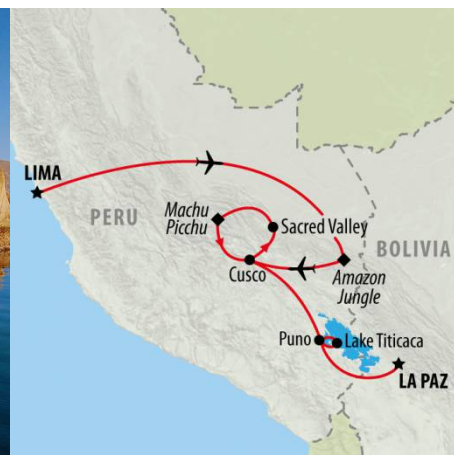 LIMA
PERU
Machu
Picchu
Sacred Valley
BOLIVIA
Cusco
Amazon
Jungle
Puno
Lake Titicaca
LA PAZ